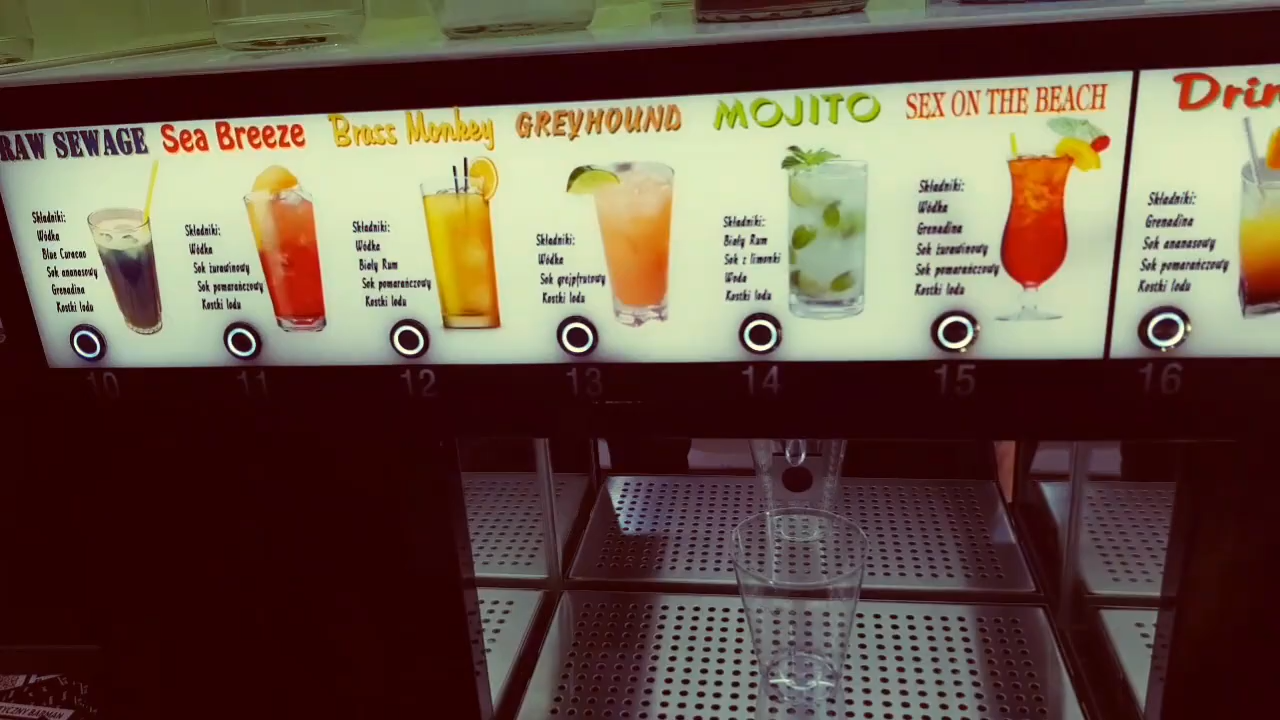 RAW SEWAGE
Składniki:
Wódka
Blue Curacao
Sok ananasowy
Grenadina
Kostki lodu
10
Sea Breeze
Składniki:
Wódka
Sok żurawinowy
Sok pomarańczowy
Kostki lodu
11
Brass Monkey
Składniki:
Wódka
Biały Rum
Sok pomarańczowy
Kostki lodu
12
GREYHOUND
Składniki:
Wódka
Sok grejpfrutowy
Kostki lodu
13
MOJITO
Składniki:
Biały Rum
Sok z limonki
Woda
Kostki lodu
14
SEX ON THE BEACH
Składniki:
Wódka
Grenadina
Sok żurawinowy
Sok pomarańczowy
Kostki lodu
15
Składniki:
Grenadina
Sok ananasowy
Sok pomarańczowy
Kostki lodu
16